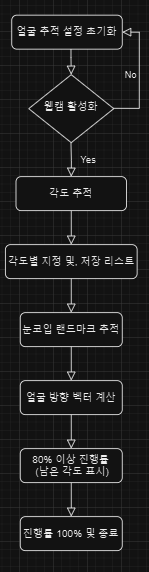 얼굴 추적 설정 초기화
No
웹캠 활성화
Yes
각도 추적
각도별 지정 및, 저장 리스트
눈코입 랜드마크 추적
얼굴 방향 벡터 계산
80% 이상 진행률
(남은 각도 표시)
진행률 100% 및 종료